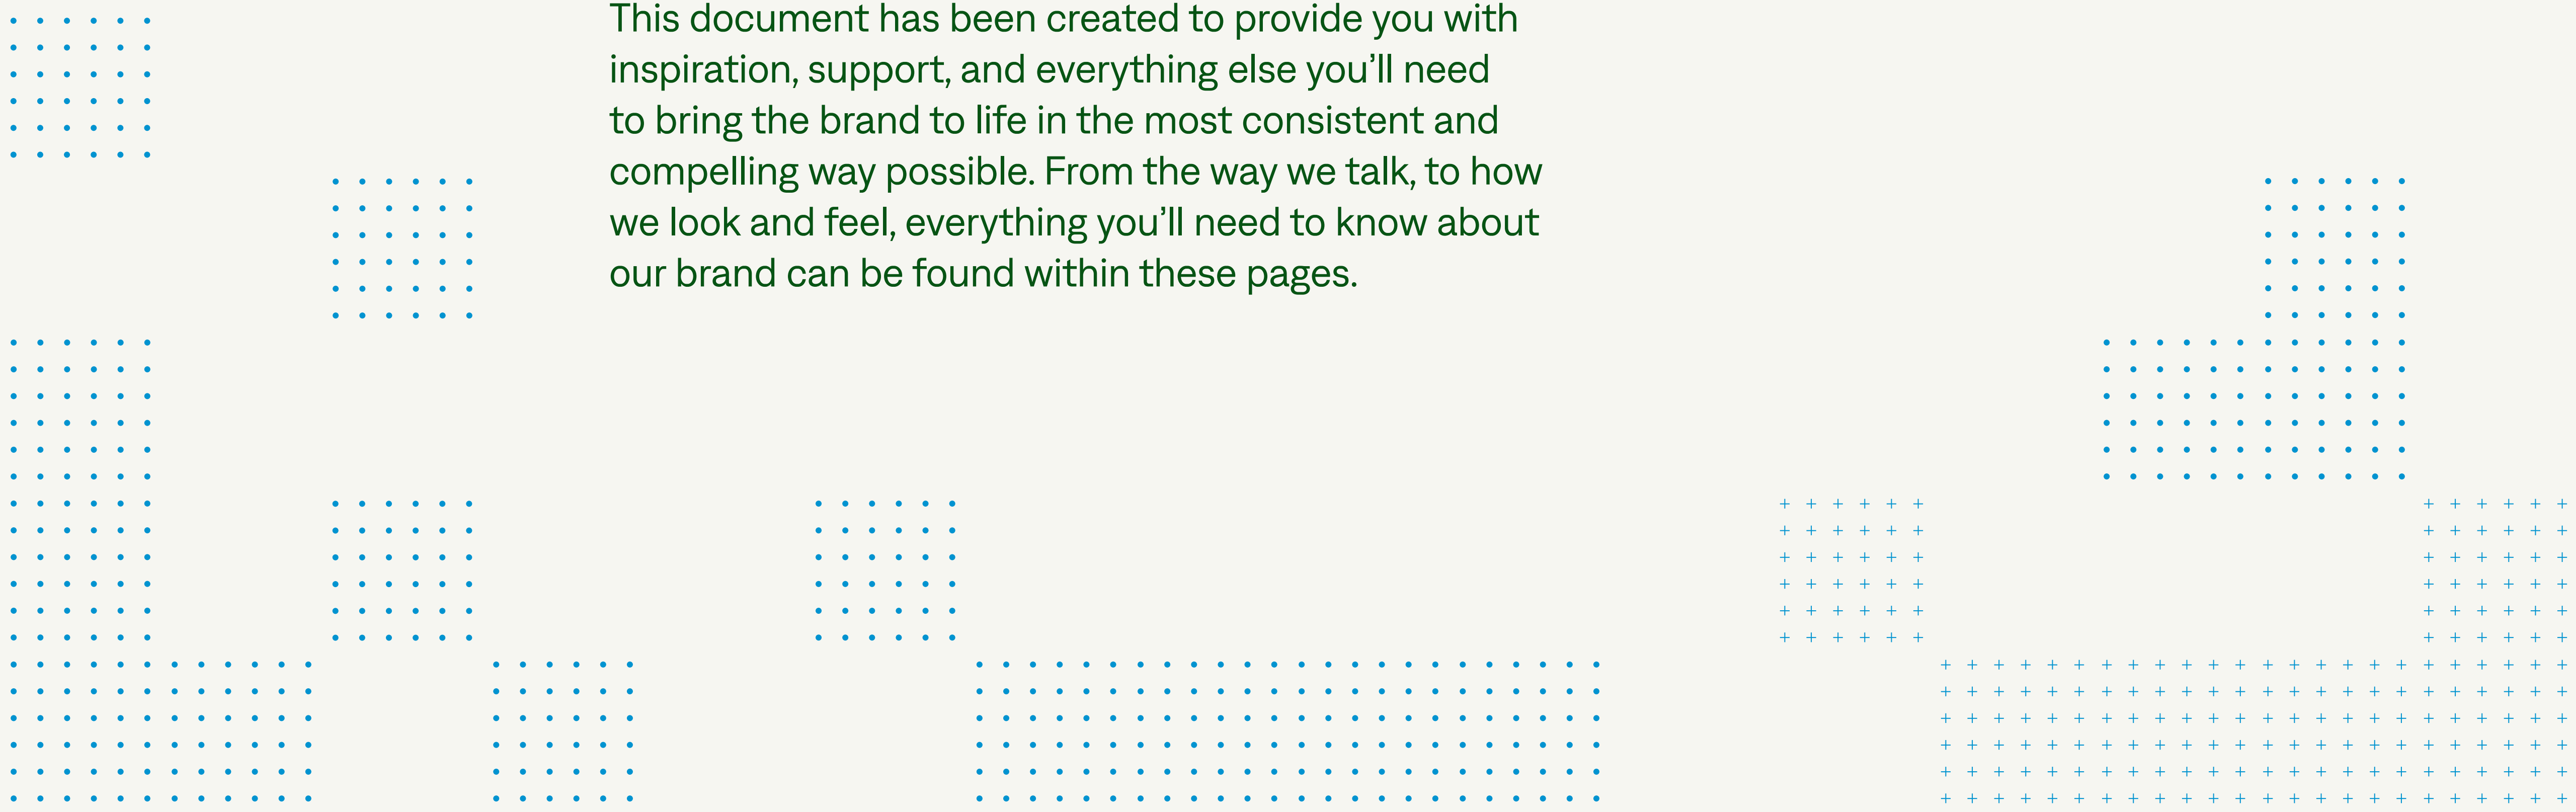 This document has been created to provide you with
inspiration, support, and everything else you’ll need
to bring the brand to life in the most consistent and
compelling way possible. From the way we talk, to how
we look and feel, everything you’ll need to know about
our brand can be found within these pages.